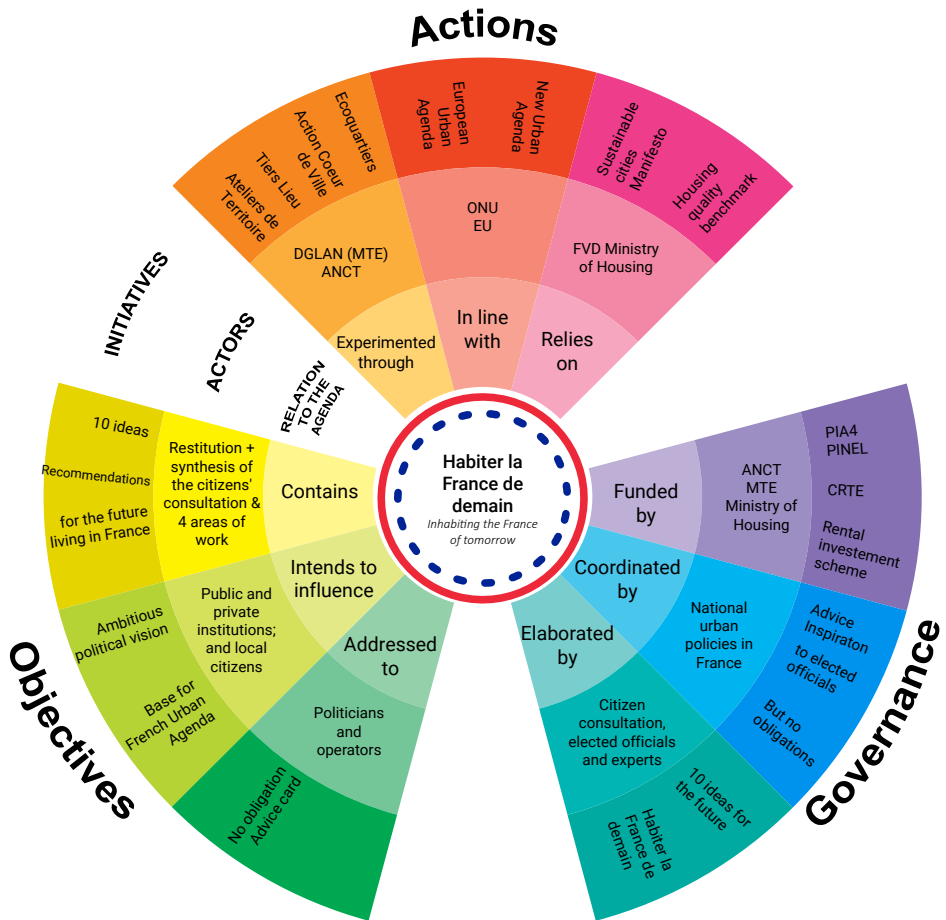 Actions
Ecoquartiers
Action Coeur
de Ville
Tiers Lieu
Ateliers de
Territoire
DGLAN (MTE)
ANCT
Experimented
through
European
Urban
Agenda
New Urban
Agenda
ONU
EU
In line
with
Sustainable
cities
Manifesto
Housing
quality
benchmark
FVD Ministry
of Housing
Relies
on
INITIATIVES
ACTORS
RELATION
TO THE
AGENDA
Habiter la
France de
demain
Inhabiting the France
of tomorrow
10 ideas
Recommendations
for the future
living in France
Restitution +
synthesis of
the citizens'
consultation &
4 areas of
work
Contains
Ambitious
political vision
Base for
French Urban
Agenda
Public and
private
institutions;
and local
citizens
Intends to
influence
No obligation
Advice card
Politicians
and
operators
Addressed
to
Objectives
Funded
by
ANCT
MTE
Ministry of
Housing
PIA4
PINEL
CRTE
Rental
investement
scheme
Coordinated
by
National
urban
policies in
France
Advice
Inspiraton
to elected
officials
But no
obligations
Elaborated
by
Citizen
consultation,
elected officials
and experts
10 ideas for
the future
Habiter la
France de
demain
Governance